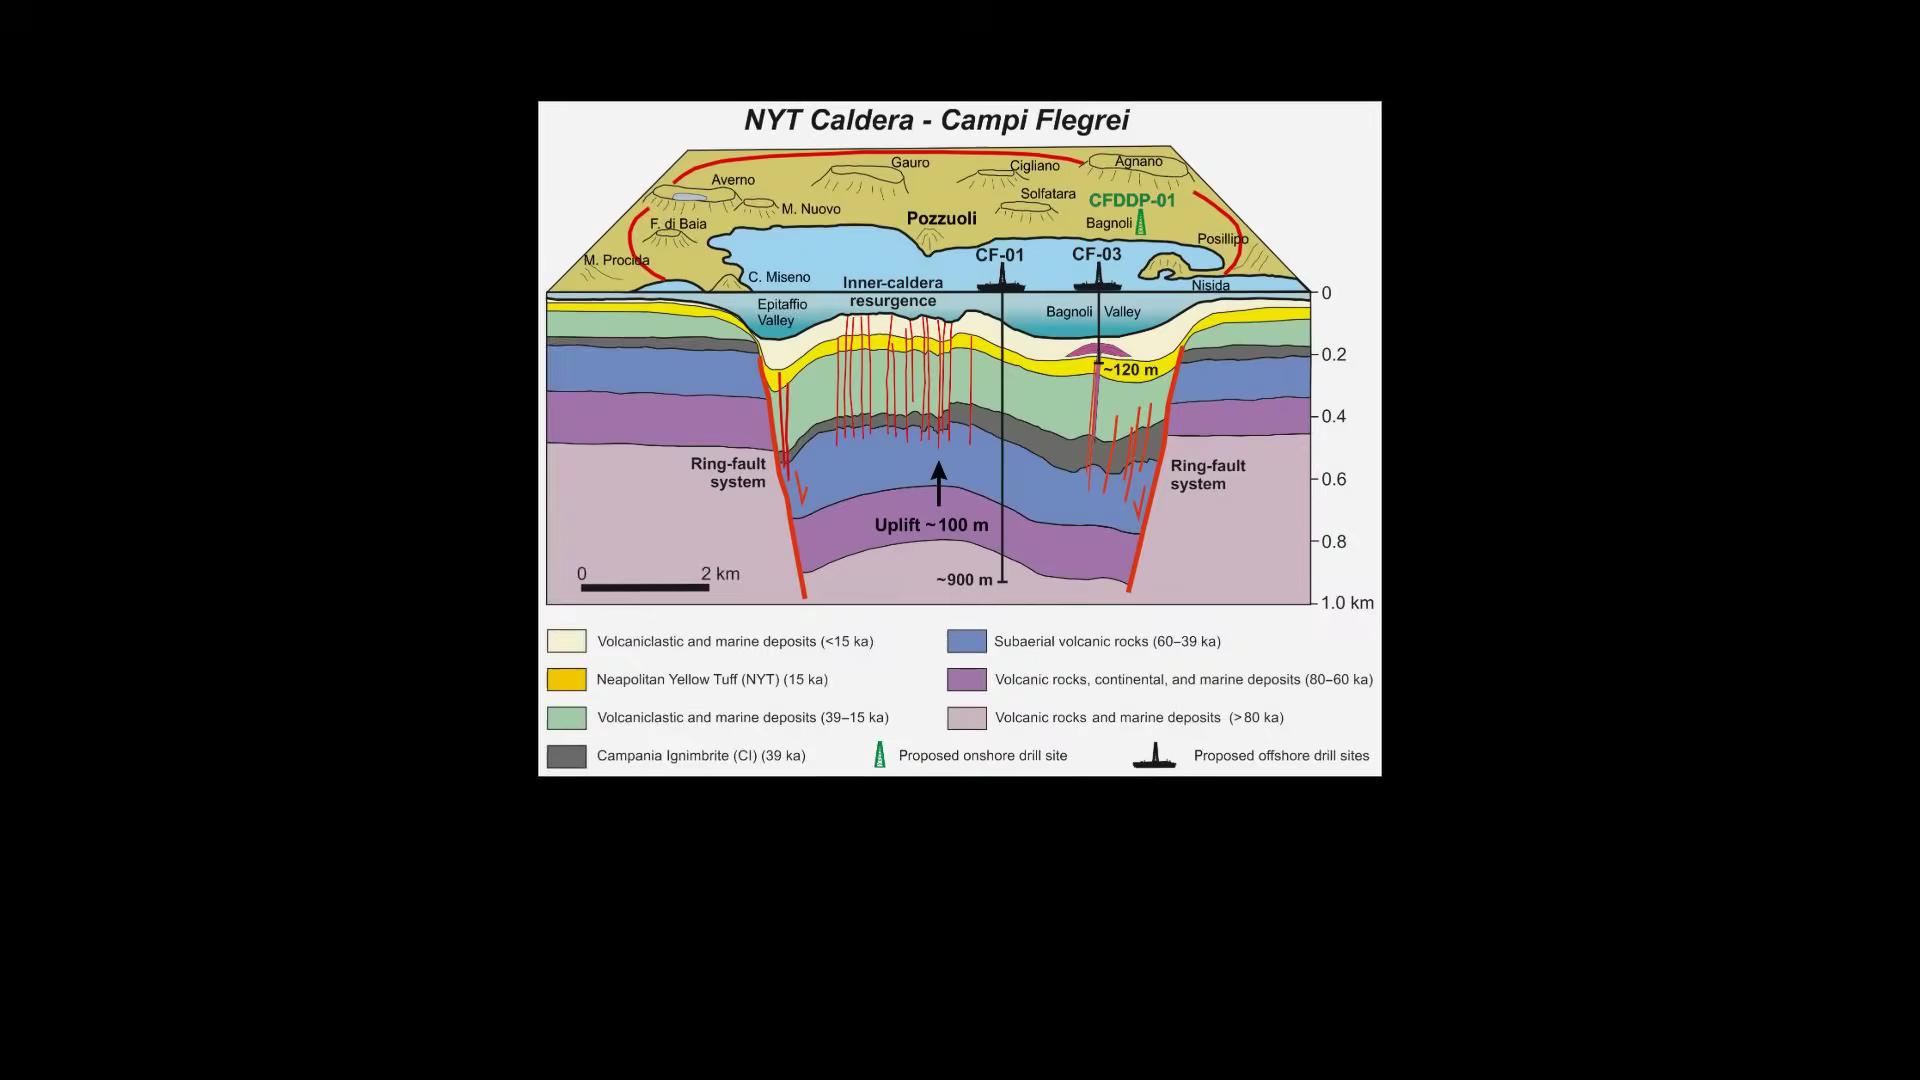 NYT Caldera - Campi Flegrei
Gauro
Cigliano
Agnano
Averno
Solfatara
CFDDP-01
M. Nuovo
Pozzuoli
Bagnoli
F. di Baia
Posillipo
M. Procida
CF-01
CF-03
C. Miseno
Nisida
Inner-caldera
resurgence
0
Epitaffio
Valley
Bagnoli Valley
0.2
~120 m
0.4
Ring-fault
system
Ring-fault
system
0.6
Uplift ~100 m
0.8
0 2 km
~900 m
1.0 km
Volcaniclastic and marine deposits (<15 ka)
Subaerial volcanic rocks (60–39 ka)
Neapolitan Yellow Tuff (NYT) (15 ka)
Volcanic rocks, continental, and marine deposits (80–60 ka)
Volcaniclastic and marine deposits (39–15 ka)
Volcanic rocks and marine deposits (>80 ka)
Campania Ignimbrite (CI) (39 ka)
Proposed onshore drill site
Proposed offshore drill sites